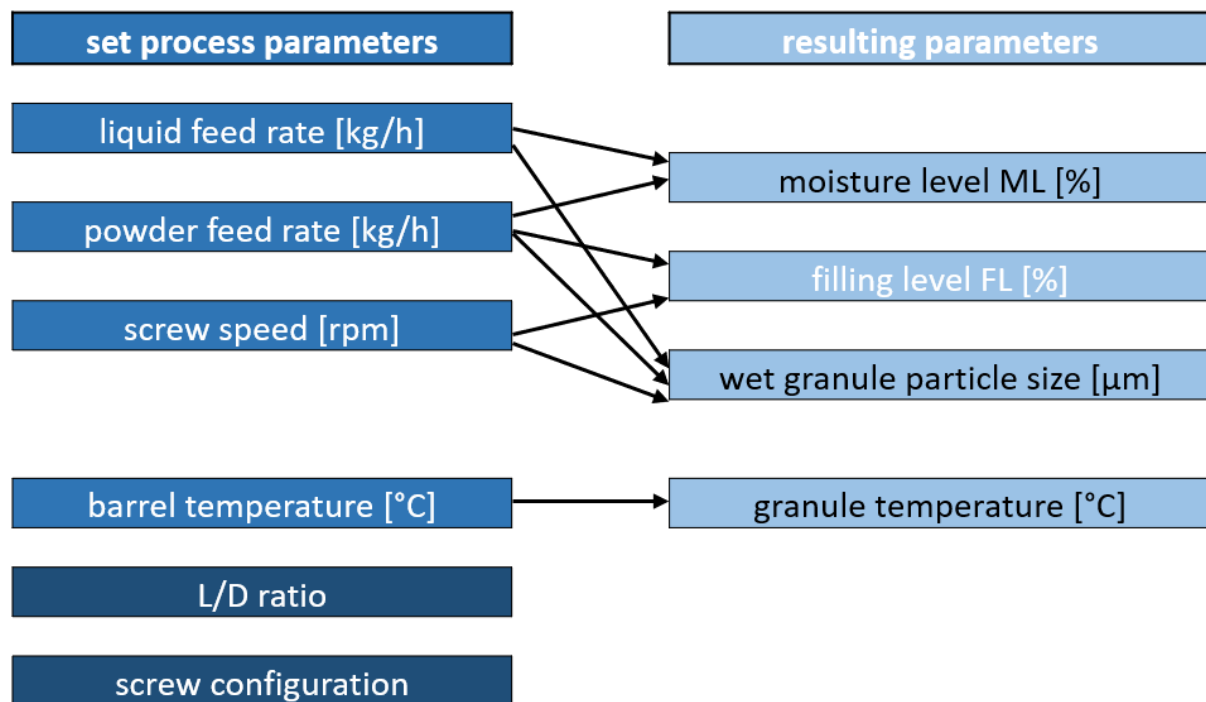 set process parameters
resulting parameters
liquid feed rate [kg/h]
moisture level ML [%]
powder feed rate [kg/h]
filling level FL [%]
screw speed [rpm]
wet granule particle size [µm]
barrel temperature [°C]
granule temperature [°C]
L/D ratio
screw configuration